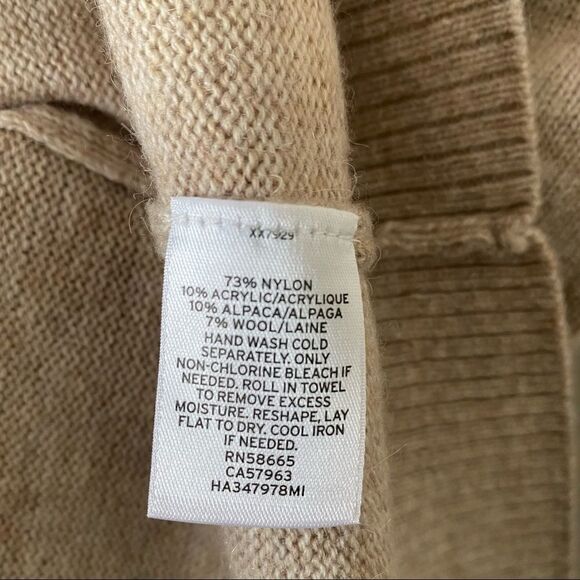 XX7929
73% NYLON
10% ACRYLIC/ACRYLIQUE
10% ALPACA/ALPAGA
7% WOOL/LAINE
HAND WASH COLD
SEPARATELY. ONLY
NON-CHLORINE BLEACH IF
NEEDED. ROLL IN TOWEL
TO REMOVE EXCESS
MOISTURE. RESHAPE, LAY
FLAT TO DRY. COOL IRON
IF NEEDED.
RN58665
CA57963
HA347978MI